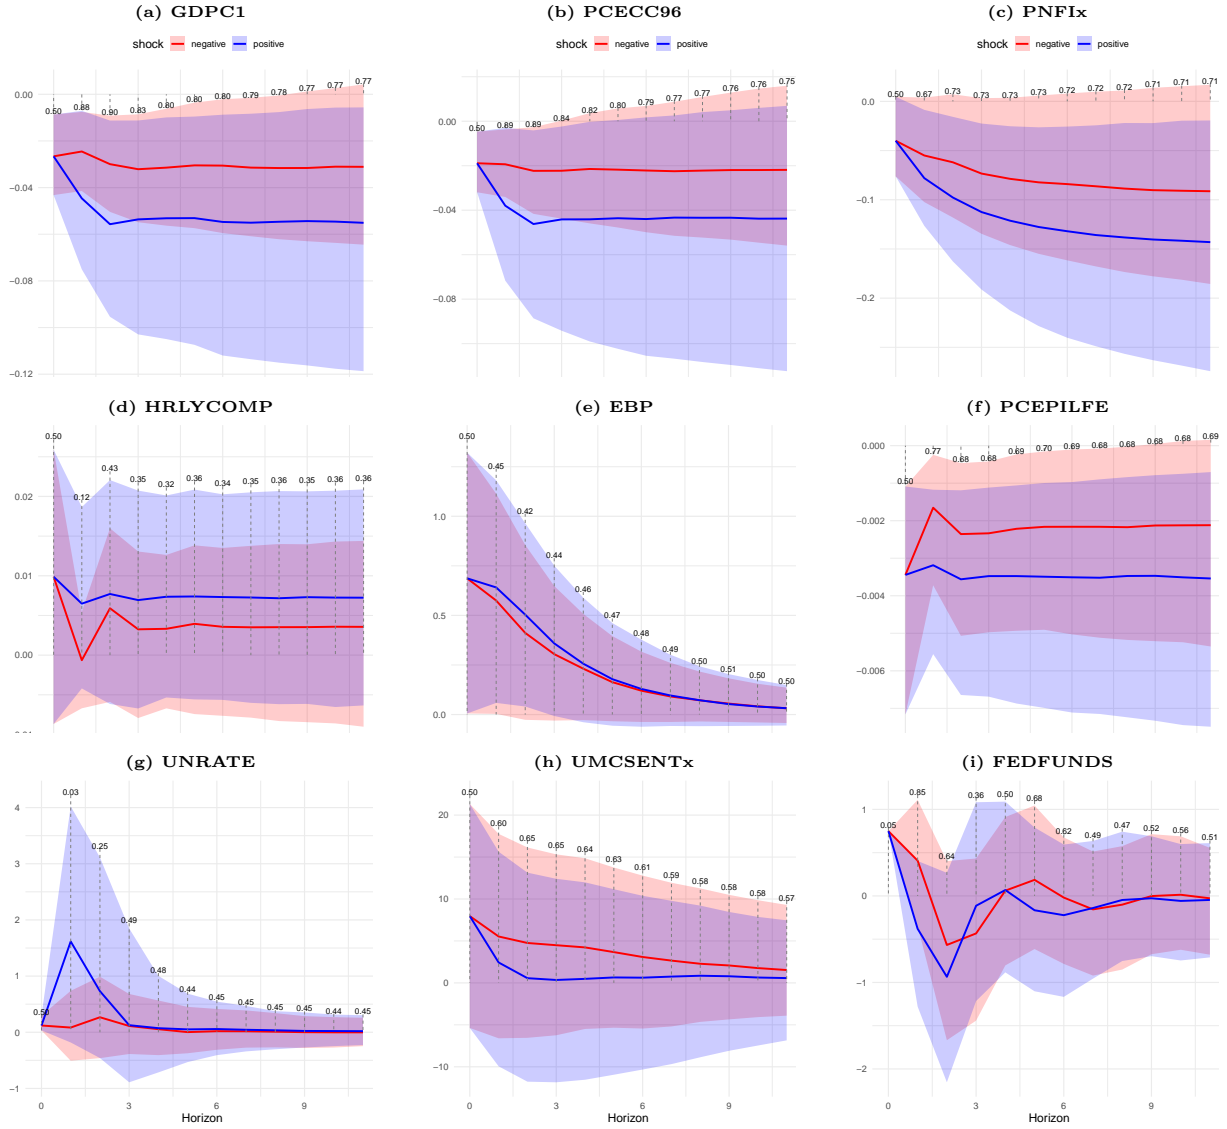 (a) GDPC1
(b) PCECC96
(c) PNFIx
shock negative positive
shock negative positive
shock negative positive
0.00
−0.04
−0.08
−0.12
0.50 0.88 0.90 0.83 0.80 0.80 0.80 0.79 0.78 0.77 0.77 0.77
0.00
−0.04
−0.08
0.50 0.89 0.89 0.84 0.82 0.80 0.79 0.77 0.77 0.76 0.76 0.75
0.0
−0.1
−0.2
0.50 0.67 0.73 0.73 0.73 0.73 0.72 0.72 0.72 0.71 0.71 0.71
(d) HRLYCOMP
(e) EBP
(f) PCEPILFE
0.02
0.01
0.00
0.50 0.12 0.43 0.35 0.32 0.36 0.34 0.35 0.36 0.35 0.36 0.36
1.0
0.5
0.0
0.50 0.45 0.42 0.44 0.46 0.47 0.48 0.49 0.50 0.51 0.50 0.50
0.000
−0.002
−0.004
−0.006
0.50 0.77 0.68 0.68 0.69 0.70 0.69 0.68 0.68 0.68 0.68 0.69
(g) UNRATE
(h) UMCSENTx
(i) FEDFUNDS
4
3
2
1
0
−1
0.50 0.03 0.25 0.49 0.48 0.44 0.45 0.45 0.45 0.45 0.44 0.45
0 3 6 9
Horizon
20
10
0
−10
0.50 0.60 0.65 0.65 0.64 0.63 0.61 0.59 0.58 0.58 0.58 0.57
0 3 6 9
Horizon
1
0
−1
−2
0.05 0.85 0.64 0.36 0.50 0.68 0.62 0.49 0.47 0.52 0.56 0.51
0 3 6 9
Horizon